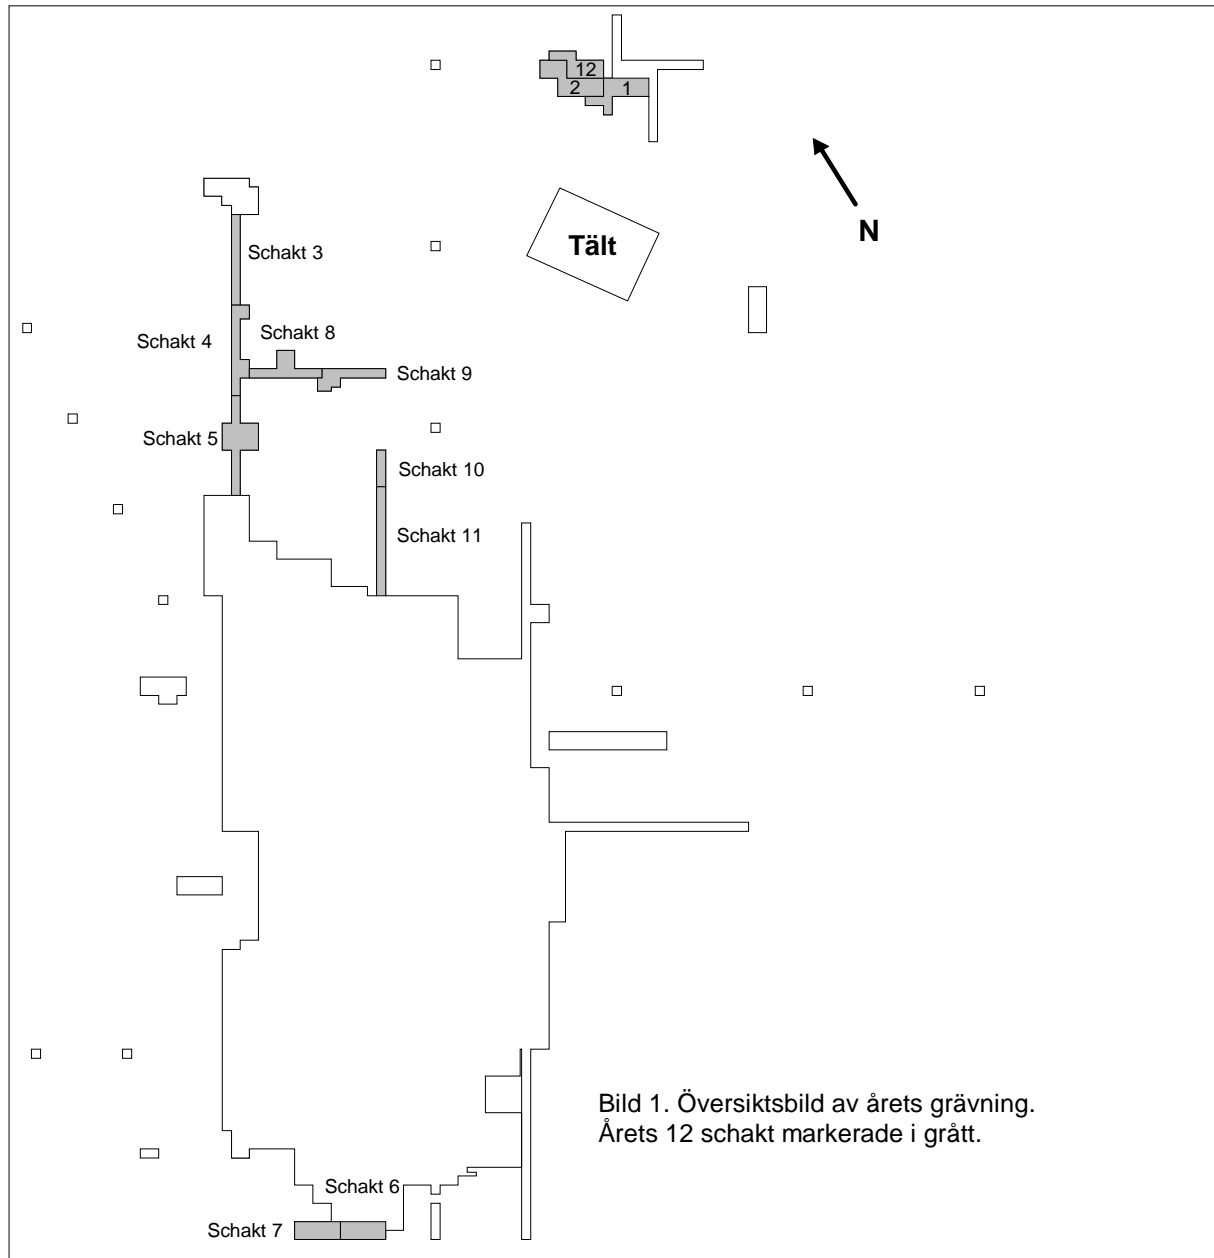 12
2
1
N
Tält
Schakt 3
Schakt 4
Schakt 8
Schakt 9
Schakt 5
Schakt 10
Schakt 11
Bild 1. Översiktsbild av årets grävning.
Årets 12 schakt markerade i grått.
Schakt 6
Schakt 7